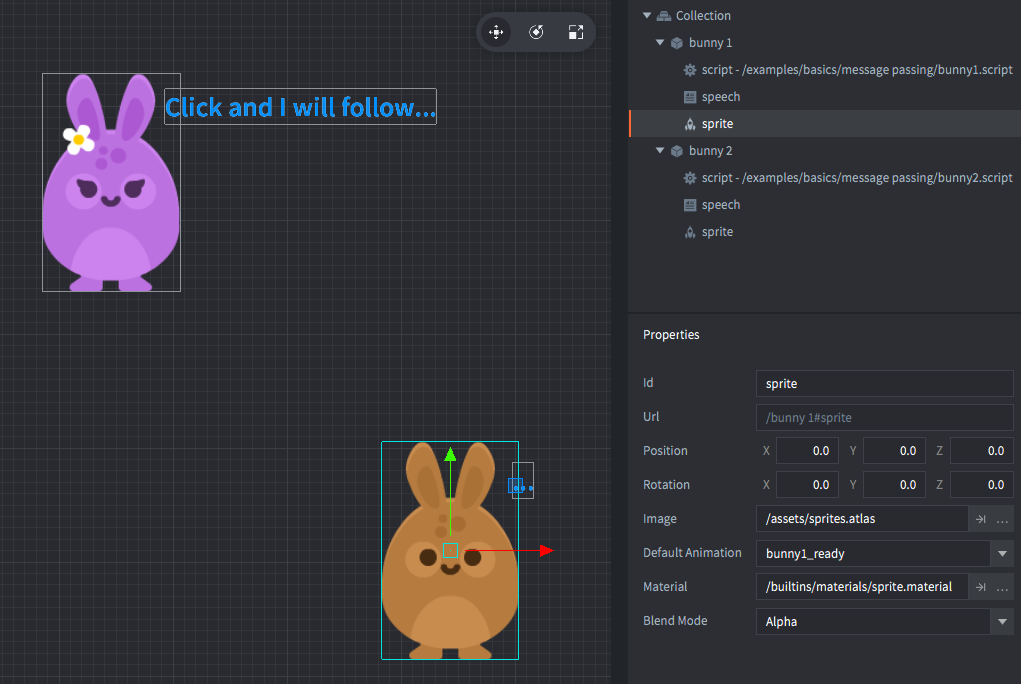 Click and I will follow...
...
Collection
bunny 1
script - /examples/basics/message passing/bunny1.script
speech
sprite
bunny 2
script - /examples/basics/message passing/bunny2.script
speech
sprite
Properties
Id sprite
Url /bunny 1#sprite
Position X 0.0 Y 0.0 Z 0.0
Rotation X 0.0 Y 0.0 Z 0.0
Image /assets/sprites.atlas ...
Default Animation bunny1_ready
Material /builtins/materials/sprite.material ...
Blend Mode Alpha